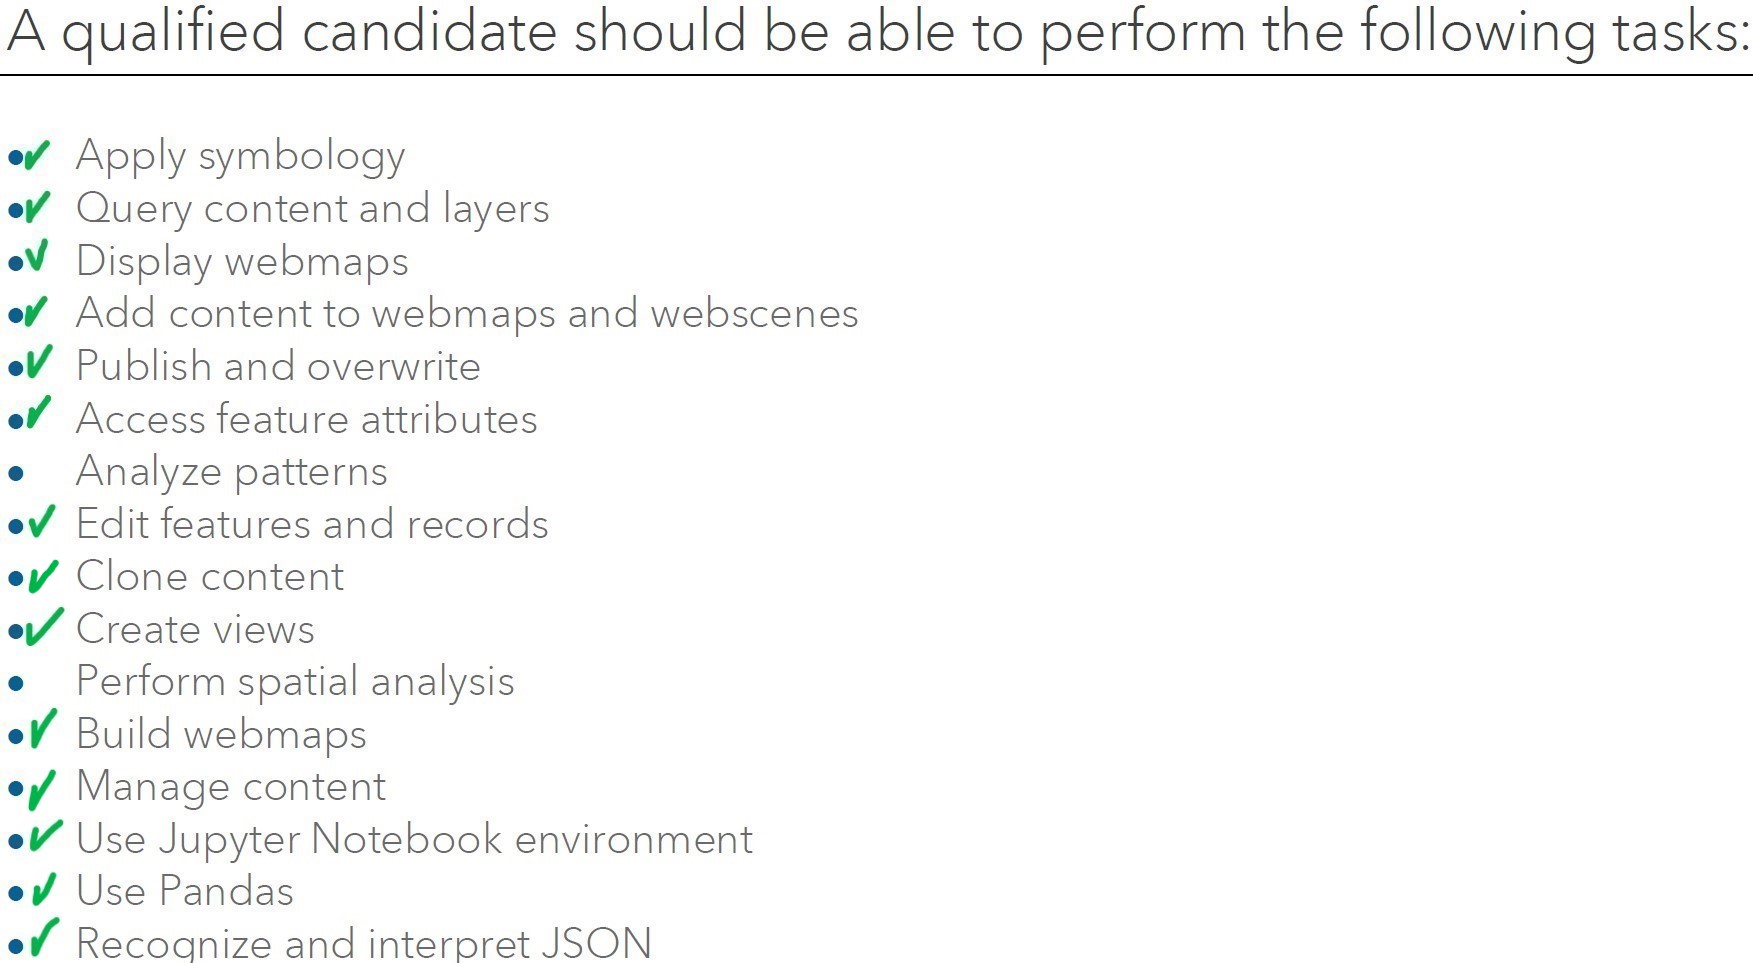 A qualified candidate should be able to perform the following tasks:
Apply symbology
Query content and layers
Display webmaps
Add content to webmaps and webscenes
Publish and overwrite
Access feature attributes
Analyze patterns
Edit features and records
Clone content
Create views
Perform spatial analysis
Build webmaps
Manage content
Use Jupyter Notebook environment
Use Pandas
Recognize and interpret JSON